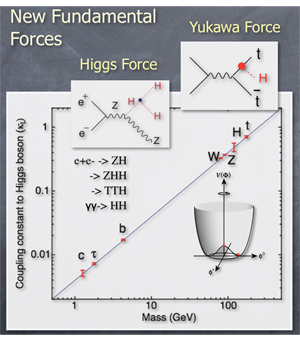 New Fundamental
Forces
Yukawa Force
Higgs Force
t
H
t
H
H
e+
Z
e-
Z
Coupling constant to Higgs boson (κi)
1
0.1
0.01
e+e- -> ZH
-> ZHH
-> TTH
γγ-> HH
c
τ
b
W
Z
H
t
V(Φ)
1
10
100
Mass (GeV)